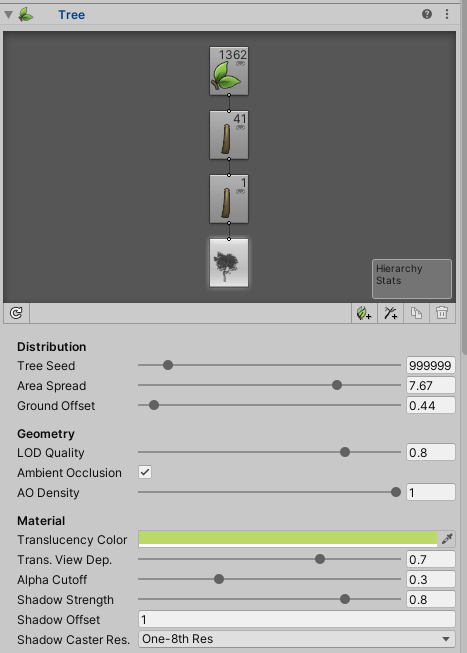 Tree
1362
41
1
Hierarchy
Stats
Distribution
Tree Seed 999999
Area Spread 7.67
Ground Offset 0.44
Geometry
LOD Quality 0.8
Ambient Occlusion
AO Density 1
Material
Translucency Color
Trans. View Dep. 0.7
Alpha Cutoff 0.3
Shadow Strength 0.8
Shadow Offset 1
Shadow Caster Res. One-8th Res